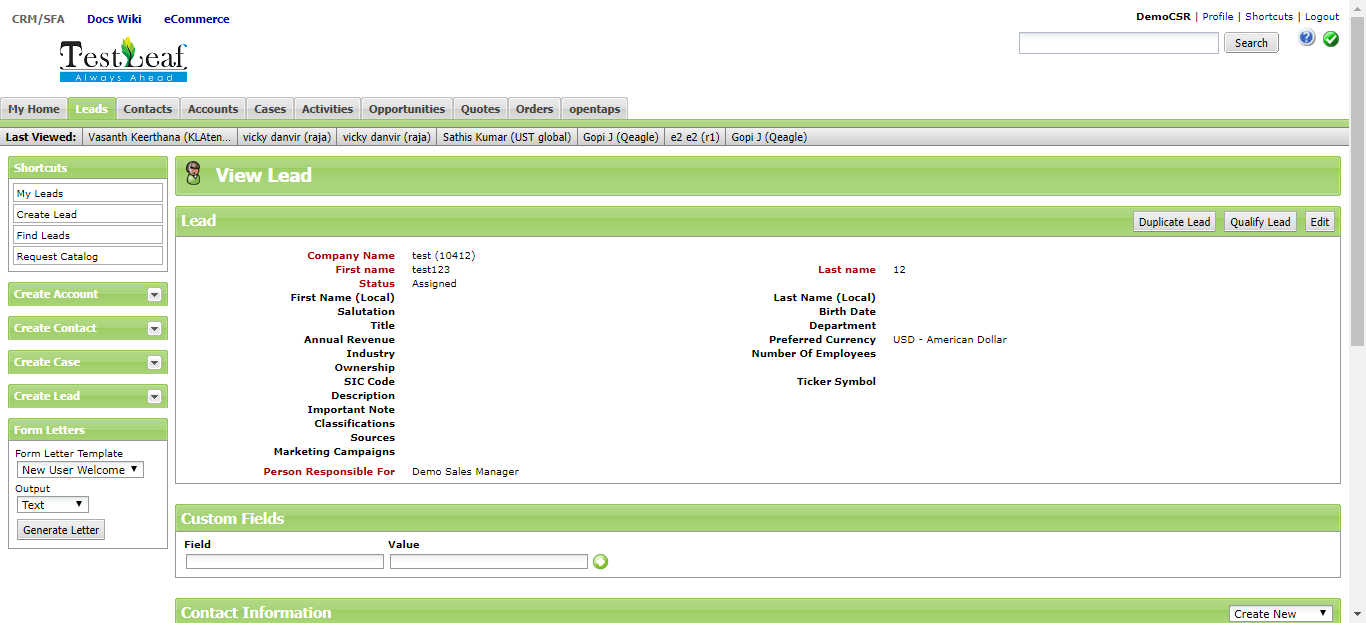 CRM/SFA Docs Wiki eCommerce
DemoCSR | Profile | Shortcuts | Logout
TestLeaf
Always Ahead
Search
My Home Leads Contacts Accounts Cases Activities Opportunities Quotes Orders opentaps
Last Viewed: Vasanth Keerthana (KLAten... vicky danvir (raja) vicky danvir (raja) Sathis Kumar (UST global) Gopi J (Qeagle) e2 e2 (r1) Gopi J (Qeagle)
Shortcuts
My Leads
Create Lead
Find Leads
Request Catalog
Create Account
Create Contact
Create Case
Create Lead
Form Letters
Form Letter Template
New User Welcome
Output
Text
Generate Letter
View Lead
Lead Duplicate Lead Qualify Lead Edit
Company Name test (10412)
First name test123 Last name 12
Status Assigned
First Name (Local) Last Name (Local)
Salutation Birth Date
Title Department
Annual Revenue Preferred Currency USD - American Dollar
Industry Number Of Employees
Ownership
SIC Code Ticker Symbol
Description
Important Note
Classifications
Sources
Marketing Campaigns
Person Responsible For Demo Sales Manager
Custom Fields
Field Value
Contact Information Create New